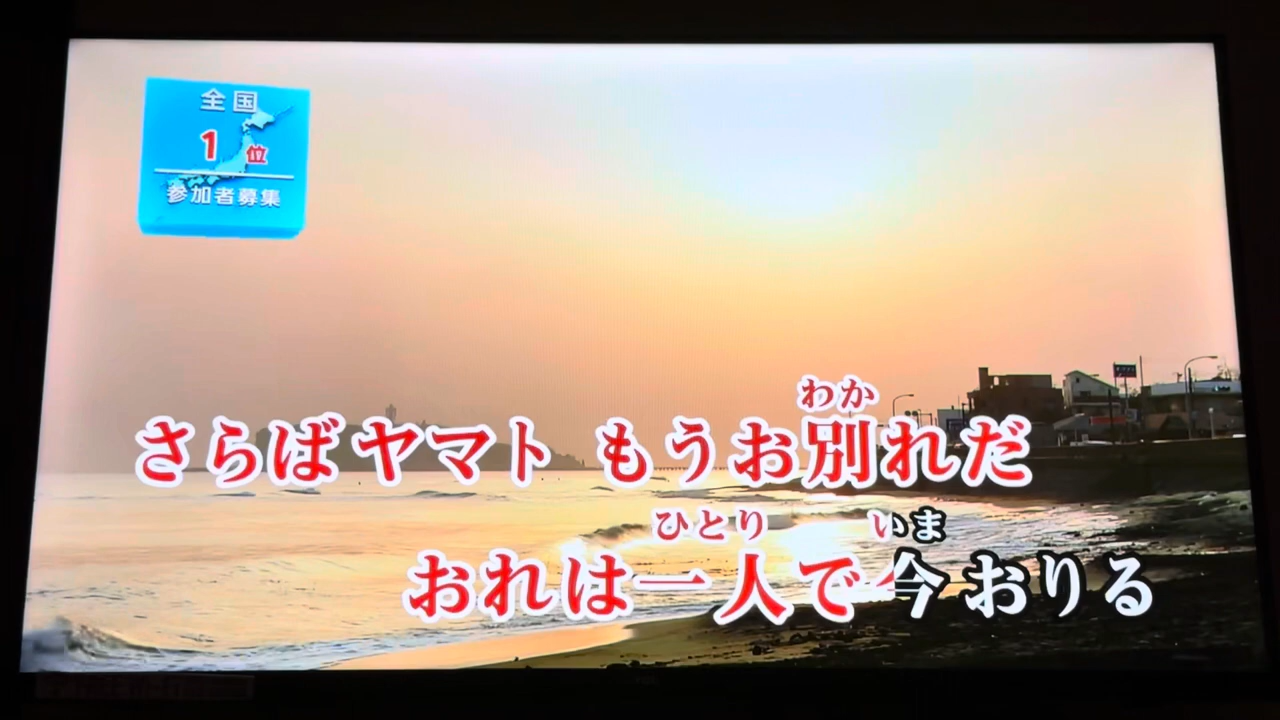 全国
1位
参加者募集
わか
さらばヤマト もうお別れだ
ひとり いま
おれは一人で今おりる